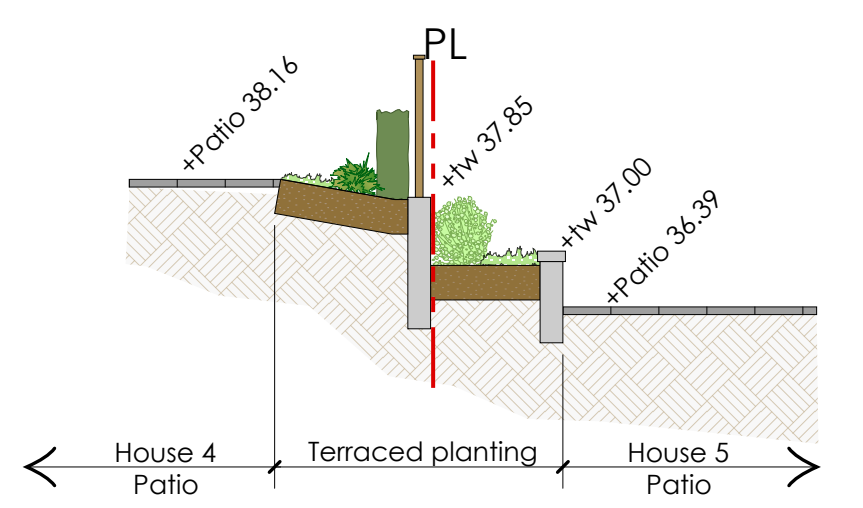 PL
+Patio 38.16
+tw 37.85
+tw 37.00
+Patio 36.39
House 4
Patio
Terraced planting
House 5
Patio